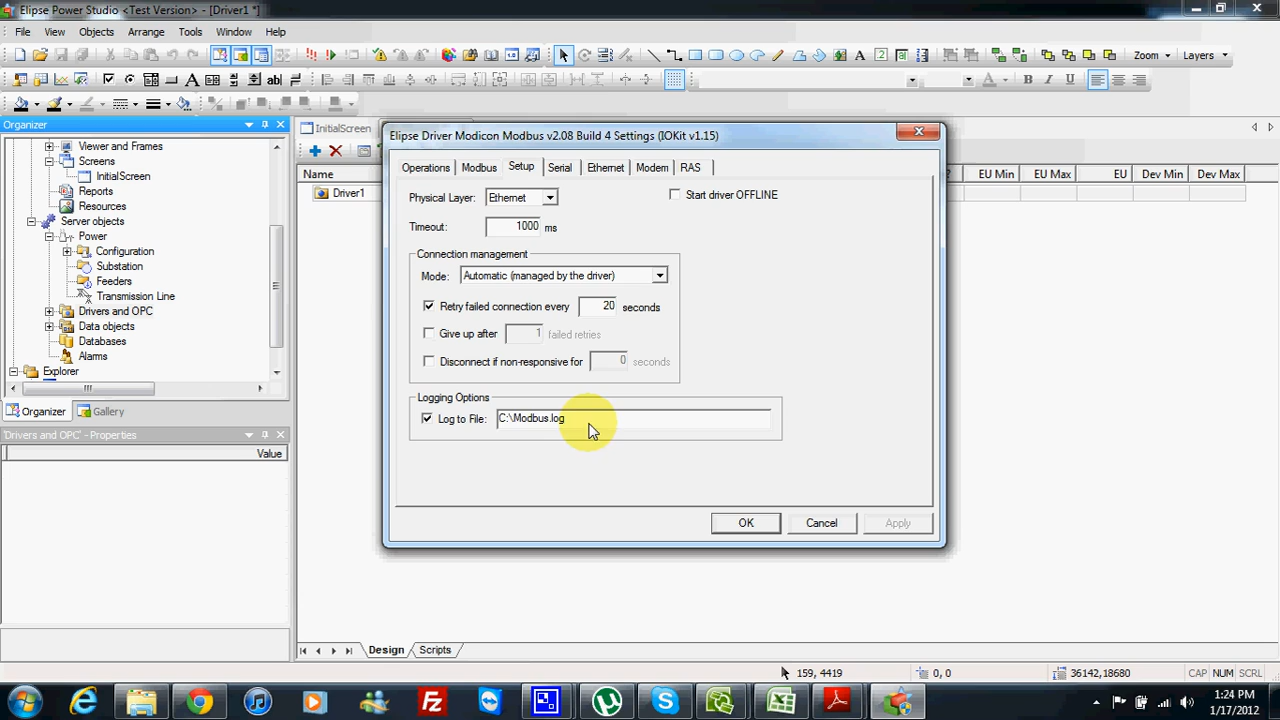 Elipse Power Studio <Test Version> - [Driver1 *]
File View Objects Arrange Tools Window Help
Zoom Layers
Organizer
Viewer and Frames
Screens
InitialScreen
Reports
Resources
Server objects
Power
Configuration
Substation
Feeders
Transmission Line
Drivers and OPC
Data objects
Databases
Alarms
Explorer
Organizer Gallery
'Drivers and OPC' - Properties
Value
InitialScreen
Name EU Min EU Max EU Dev Min Dev Max
Driver1
Elipse Driver Modicon Modbus v2.08 Build 4 Settings (IOKit v1.15)
Operations Modbus Setup Serial Ethernet Modem RAS
Physical Layer: Ethernet Start driver OFFLINE
Timeout: 1000 ms
Connection management
Mode: Automatic (managed by the driver)
Retry failed connection every 20 seconds
Give up after 1 failed retries
Disconnect if non-responsive for 0 seconds
Logging Options
Log to File: C:\Modbus.log
OK Cancel Apply
Design Scripts
159, 4419 0, 0 36142,18680 CAP NUM SCRL
1:24 PM
1/17/2012